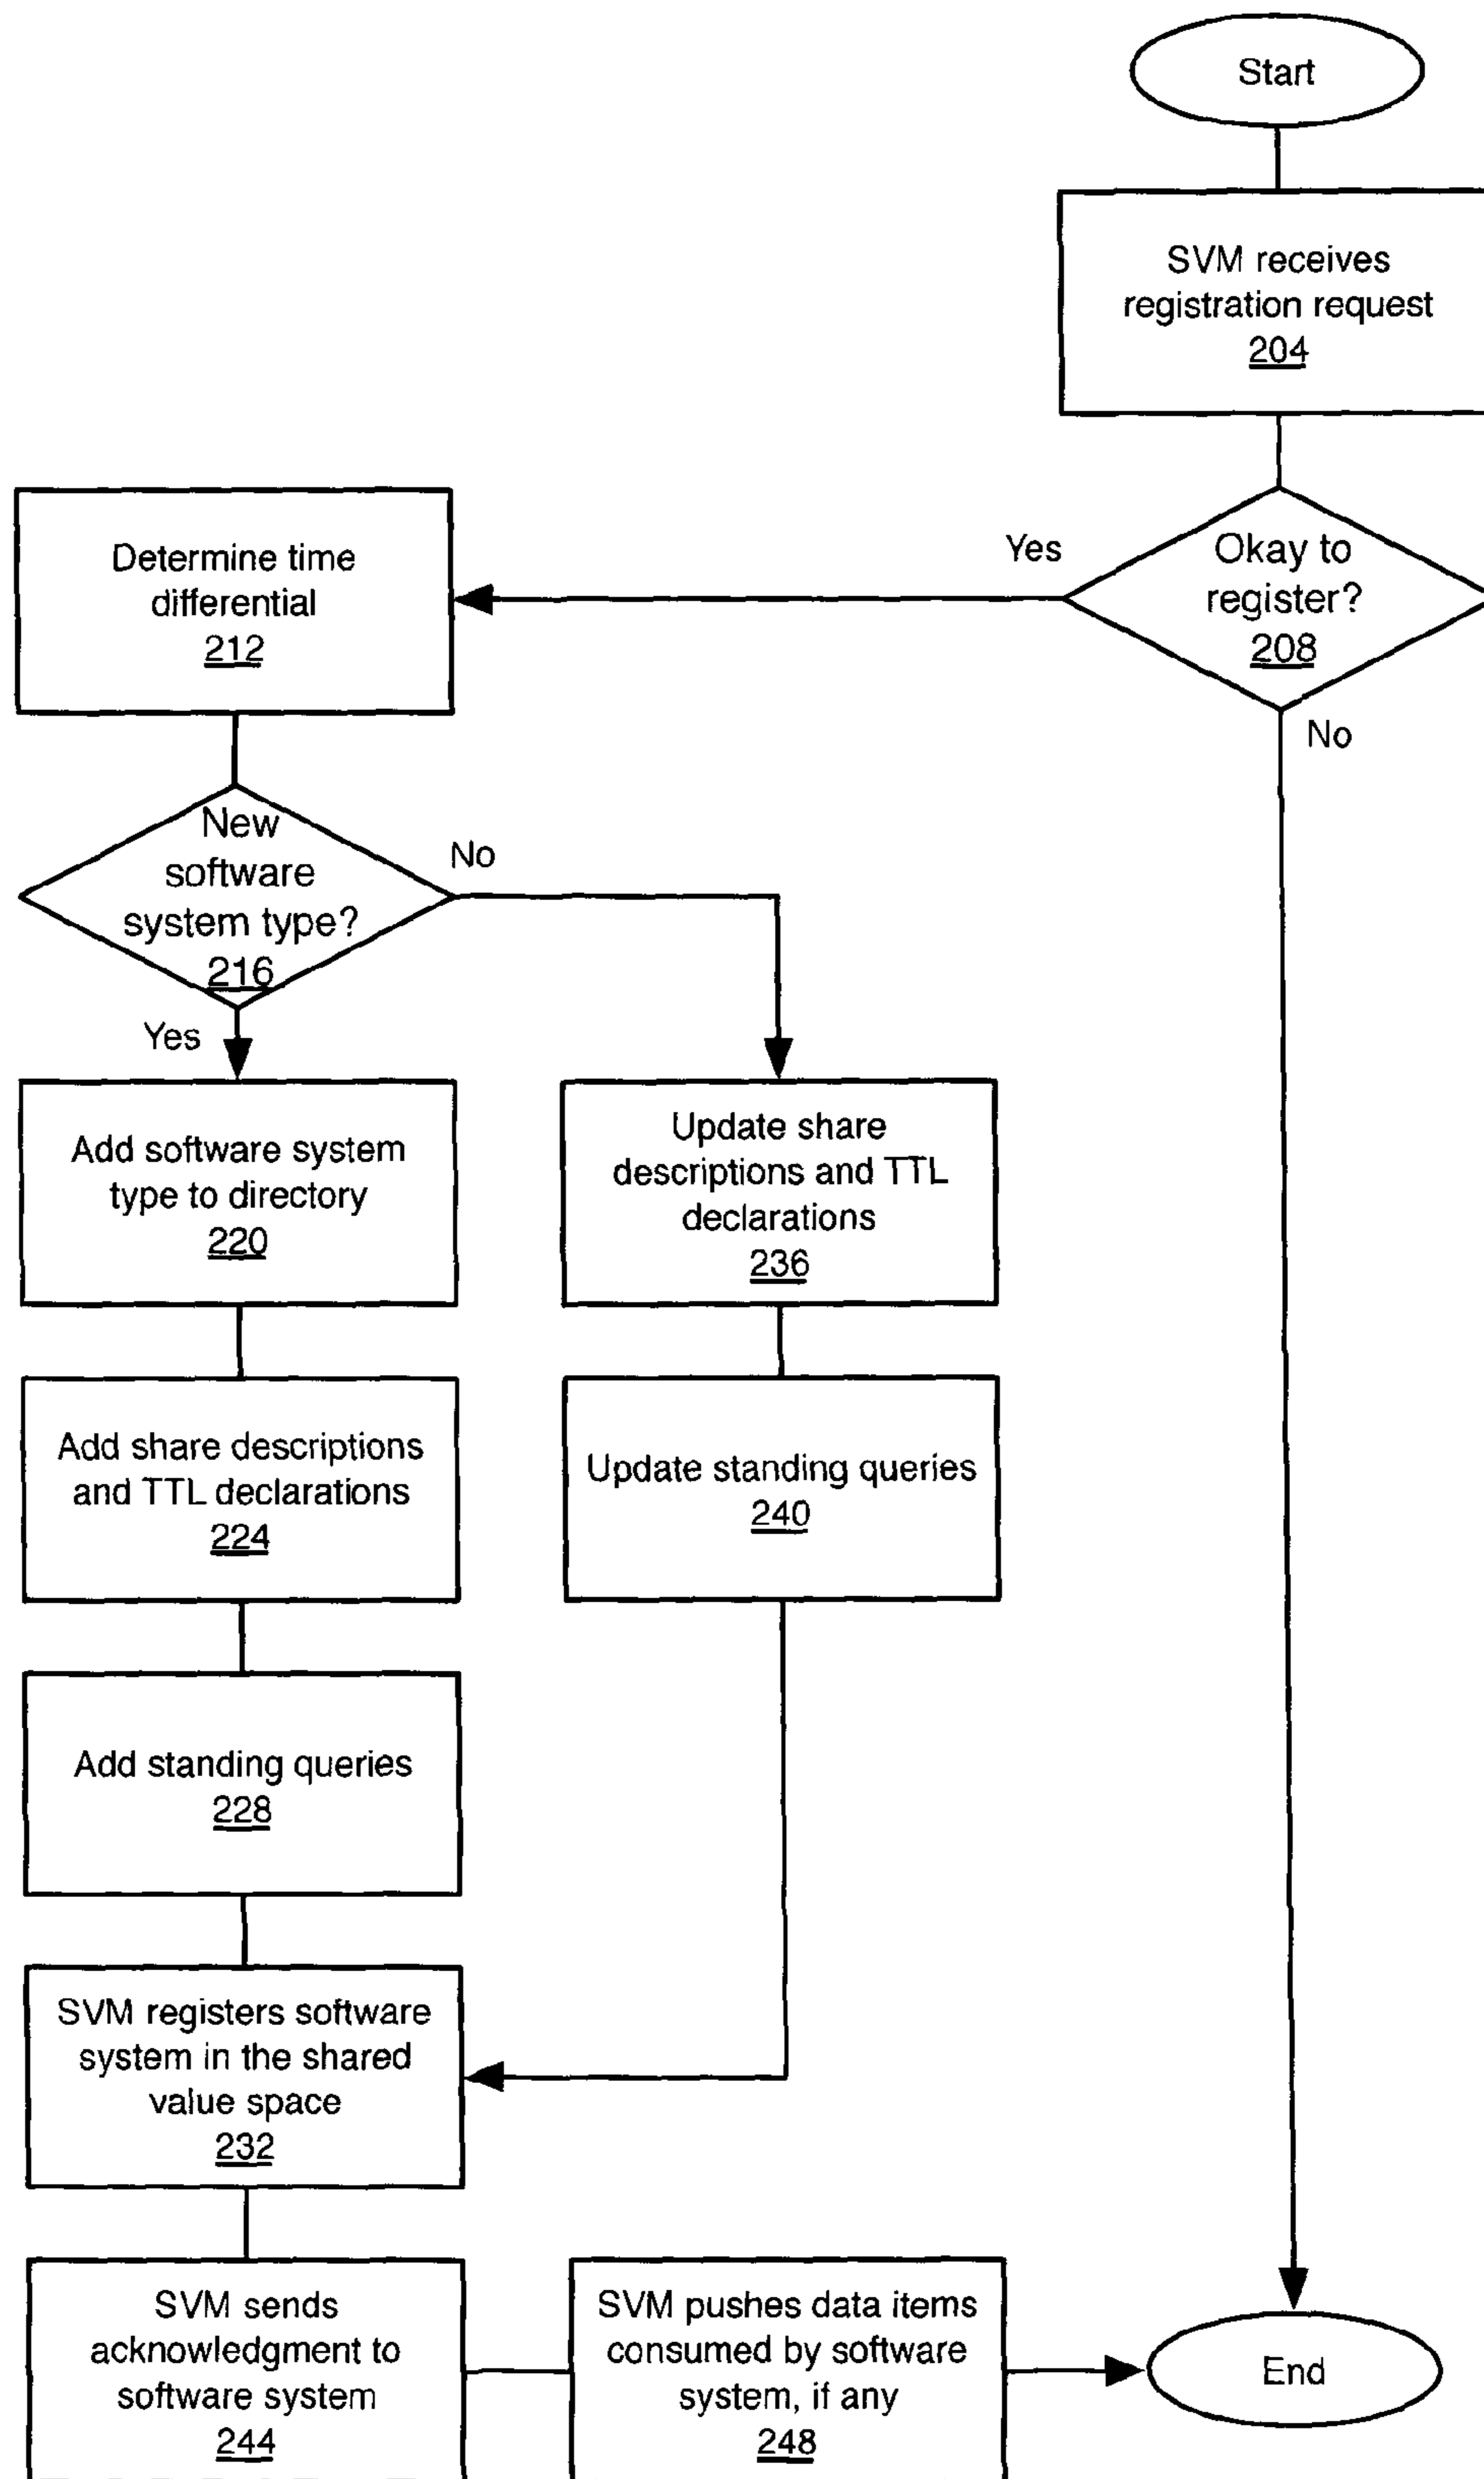 Start
SVM receives
registration request
204
Okay to
register?
208
Yes
No
Determine time
differential
212
New
software
system type?
216
No
Yes
Add software system
type to directory
220
Update share
descriptions and TTL
declarations
236
Add share descriptions
and TTL declarations
224
Update standing queries
240
Add standing queries
228
SVM registers software
system in the shared
value space
232
SVM sends
acknowledgment to
software system
244
SVM pushes data items
consumed by software
system, if any
248
End